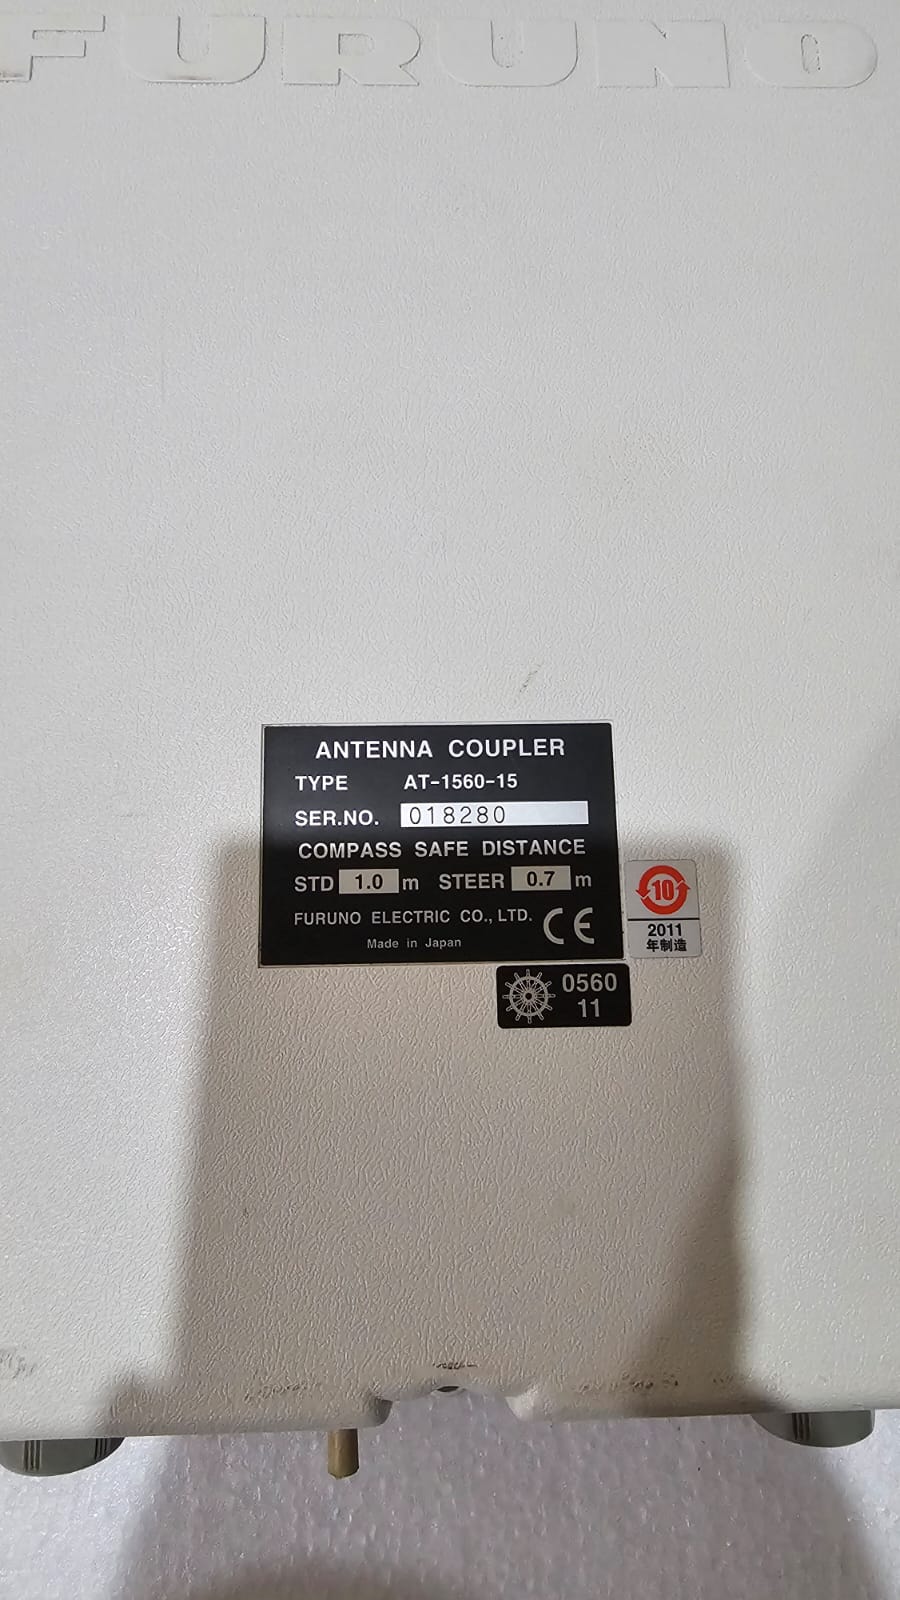 FURUNO
ANTENNA COUPLER
TYPE AT-1560-15
SER.NO. 018280
COMPASS SAFE DISTANCE
STD 1.0 m STEER 0.7 m
FURUNO ELECTRIC CO., LTD. CE
Made in Japan
10
2011
年制造
0560
11